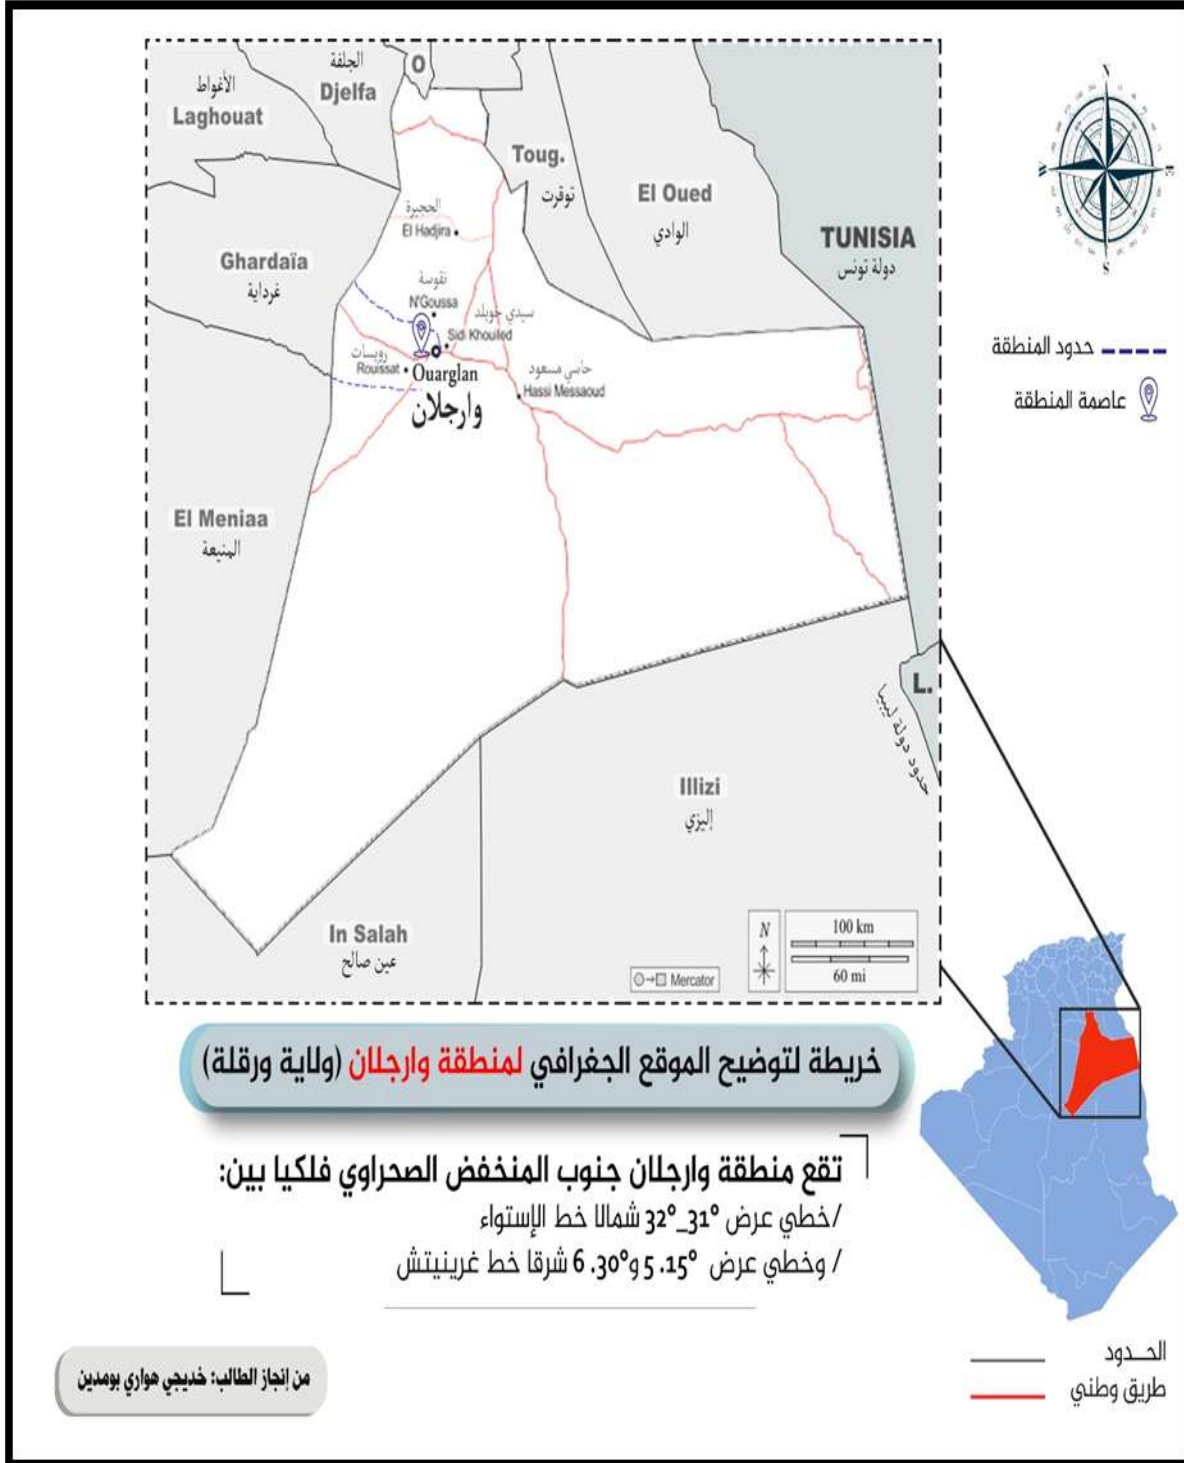 الأغواط
Laghouat
الجلفة
Djelfa
O
Toug.
توقرت
El Oued
الوادي
TUNISIA
دولة تونس
N
W
E
S
Ghardaïa
غرداية
الحجيرة
El Hadjira
نقوسة
N'Goussa
سيدي خويلد
Sidi Khouiled
رويسات
Rouissat
Ouarglan
وارجلان
حاسي مسعود
Hassi Messaoud
حدود المنطقة
عاصمة المنطقة
El Meniaa
المنيعة
L.
حدود دولة ليبيا
Illizi
إليزي
In Salah
عين صالح
Mercator
N
100 km
60 mi
خريطة لتوضيح الموقع الجغرافي لمنطقة وارجلان (ولاية ورقلة)
تقع منطقة وارجلان جنوب المنخفض الصحراوي فلكيا بين:
/خطي عرض °31_°32 شمالا خط الإستواء
/ وخطي عرض °15. 5 و°30. 6 شرقا خط غرينيتش
الحـــدود
طريق وطني
من إنجاز الطالب: خديجي هواري بومدين